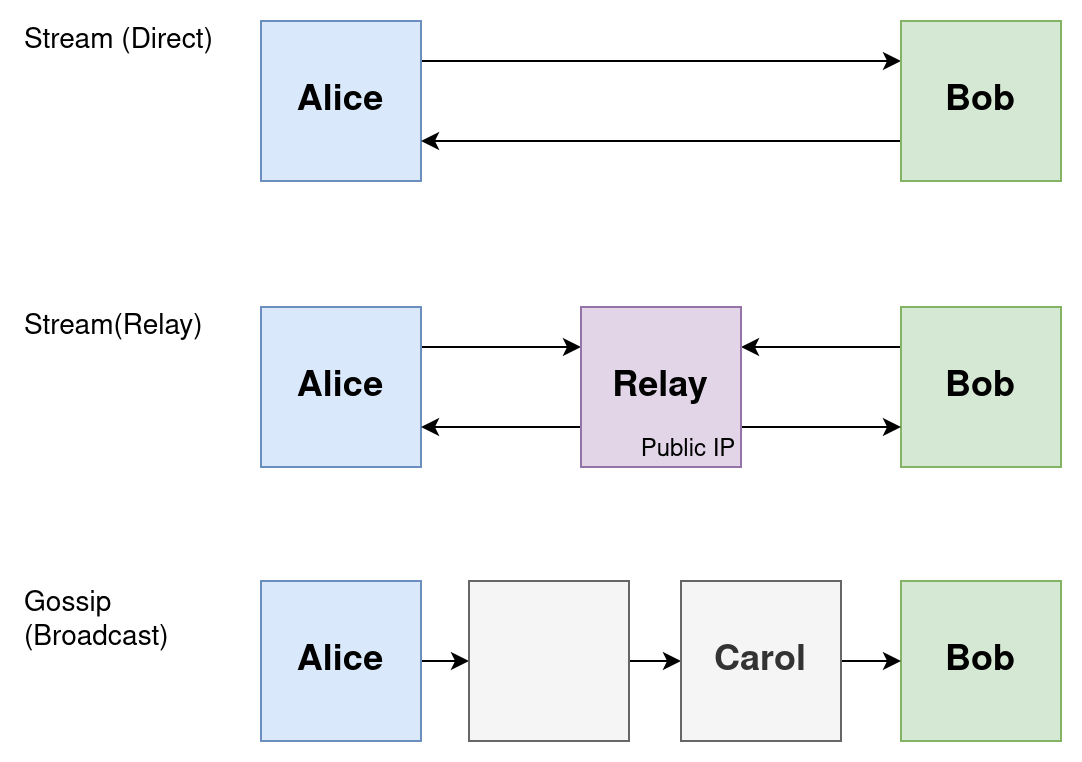 Stream (Direct)
Alice
Bob
Stream(Relay)
Alice
Relay
Public IP
Bob
Gossip
(Broadcast)
Alice
Carol
Bob